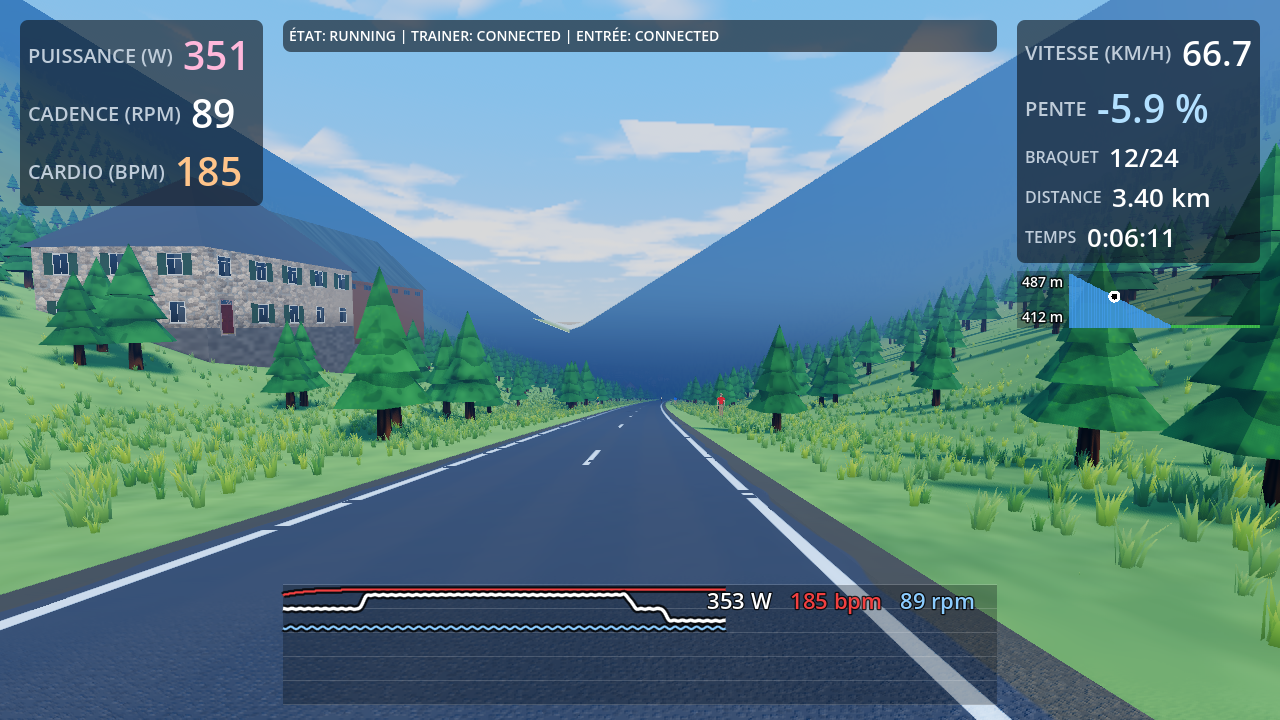 PUISSANCE (W) 351
CADENCE (RPM) 89
CARDIO (BPM) 185
ÉTAT: RUNNING | TRAINER: CONNECTED | ENTRÉE: CONNECTED
VITESSE (KM/H) 66.7
PENTE -5.9 %
BRAQUET 12/24
DISTANCE 3.40 km
TEMPS 0:06:11
487 m
412 m
353 W 185 bpm 89 rpm